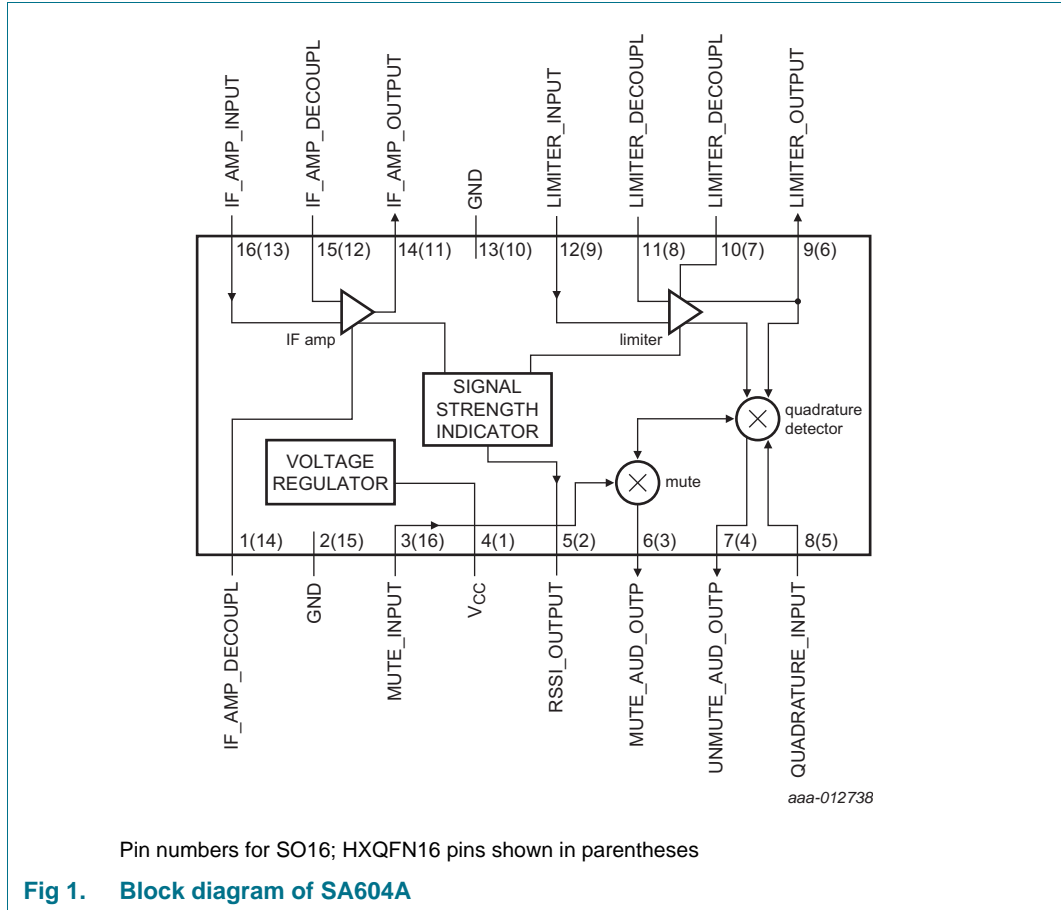 IF_AMP_INPUT
IF_AMP_DECOUPL
IF_AMP_OUTPUT
GND
LIMITER_INPUT
LIMITER_DECOUPL
LIMITER_DECOUPL
LIMITER_OUTPUT
16(13)
15(12)
14(11)
13(10)
12(9)
11(8)
10(7)
9(6)
IF amp
limiter
SIGNAL
STRENGTH
INDICATOR
quadrature
detector
VOLTAGE
REGULATOR
mute
1(14)
2(15)
3(16)
4(1)
5(2)
6(3)
7(4)
8(5)
IF_AMP_DECOUPL
GND
MUTE_INPUT
VCC
RSSI_OUTPUT
MUTE_AUD_OUTP
UNMUTE_AUD_OUTP
QUADRATURE_INPUT
aaa-012738
Pin numbers for SO16; HXQFN16 pins shown in parentheses
Fig 1. Block diagram of SA604A